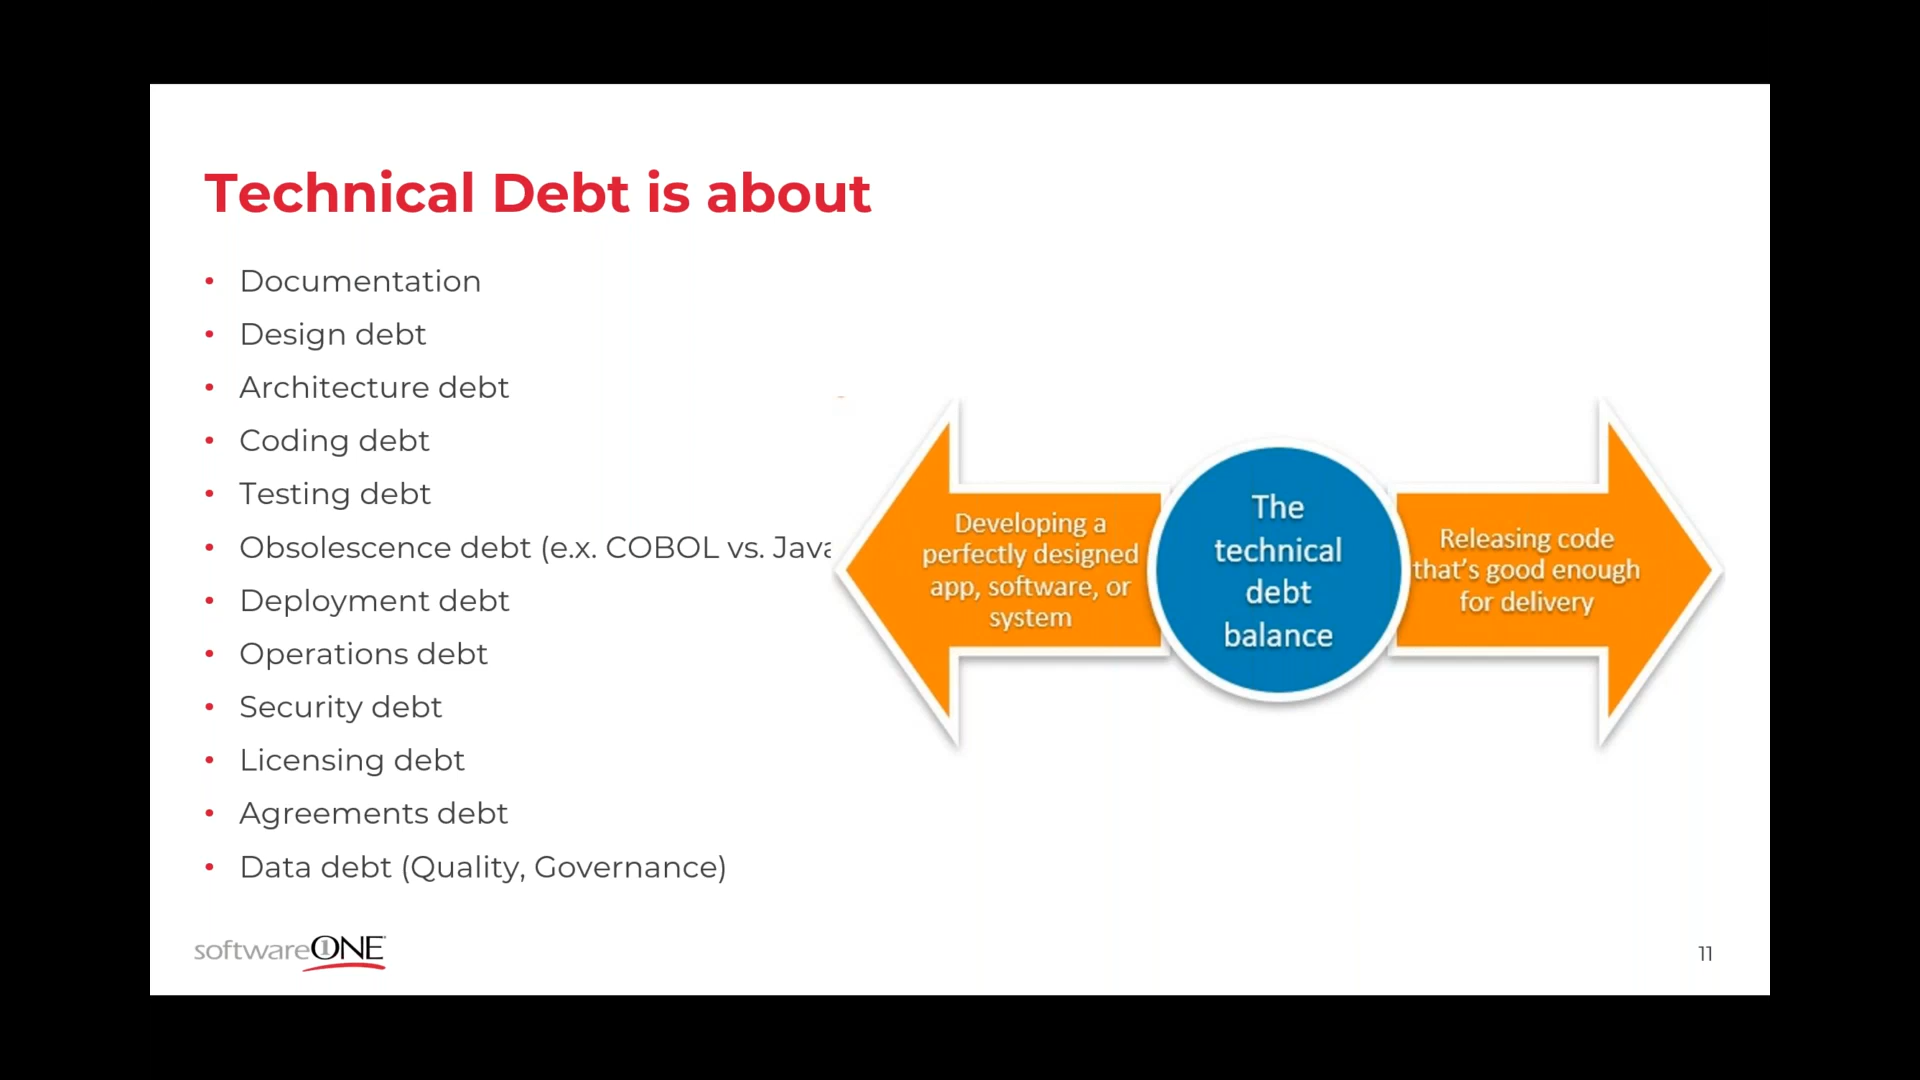 Technical Debt is about
• Documentation
• Design debt
• Architecture debt
• Coding debt
• Testing debt
• Obsolescence debt (e.x. COBOL vs. Java
• Deployment debt
• Operations debt
• Security debt
• Licensing debt
• Agreements debt
• Data debt (Quality, Governance)
Developing a
perfectly designed
app, software, or
system
The
technical
debt
balance
Releasing code
that's good enough
for delivery
softwareONE
11